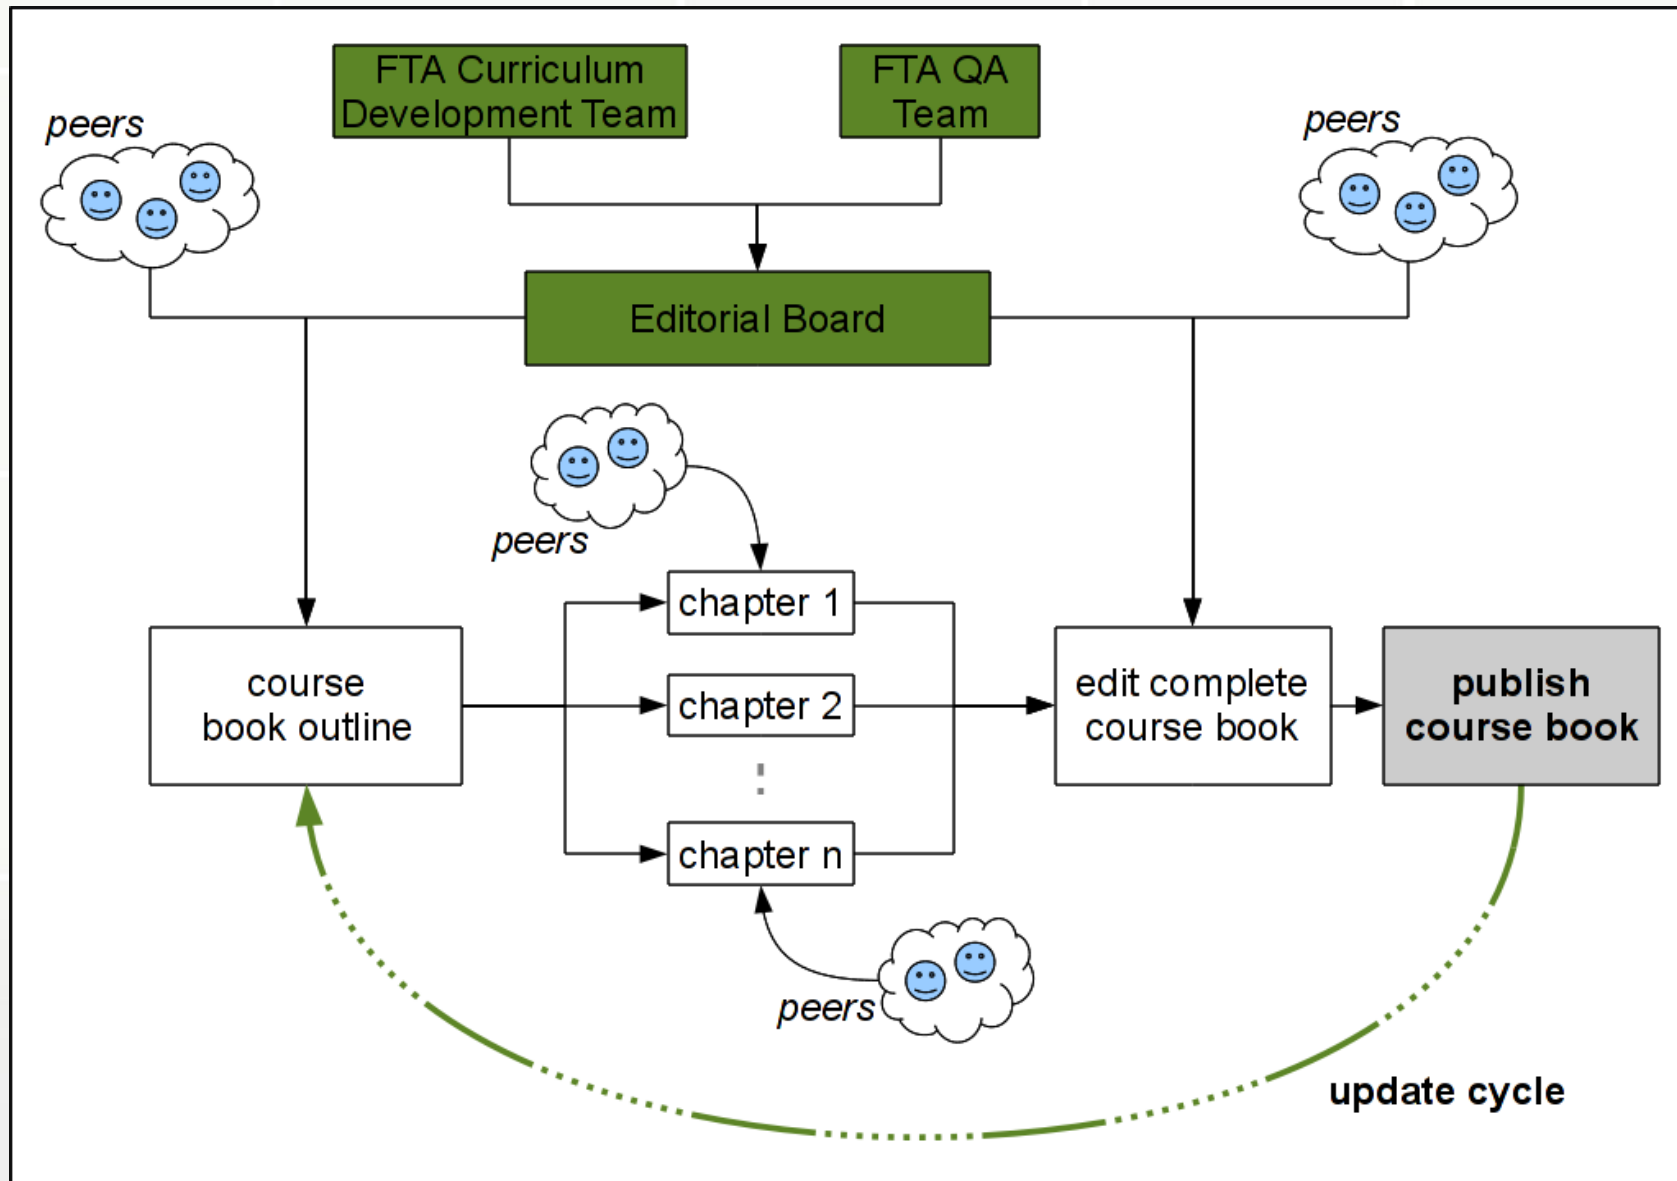 FTA Curriculum
Development Team
FTA QA
Team
peers
peers
Editorial Board
peers
chapter 1
course
book outline
chapter 2
edit complete
course book
publish
course book
chapter n
peers
update cycle